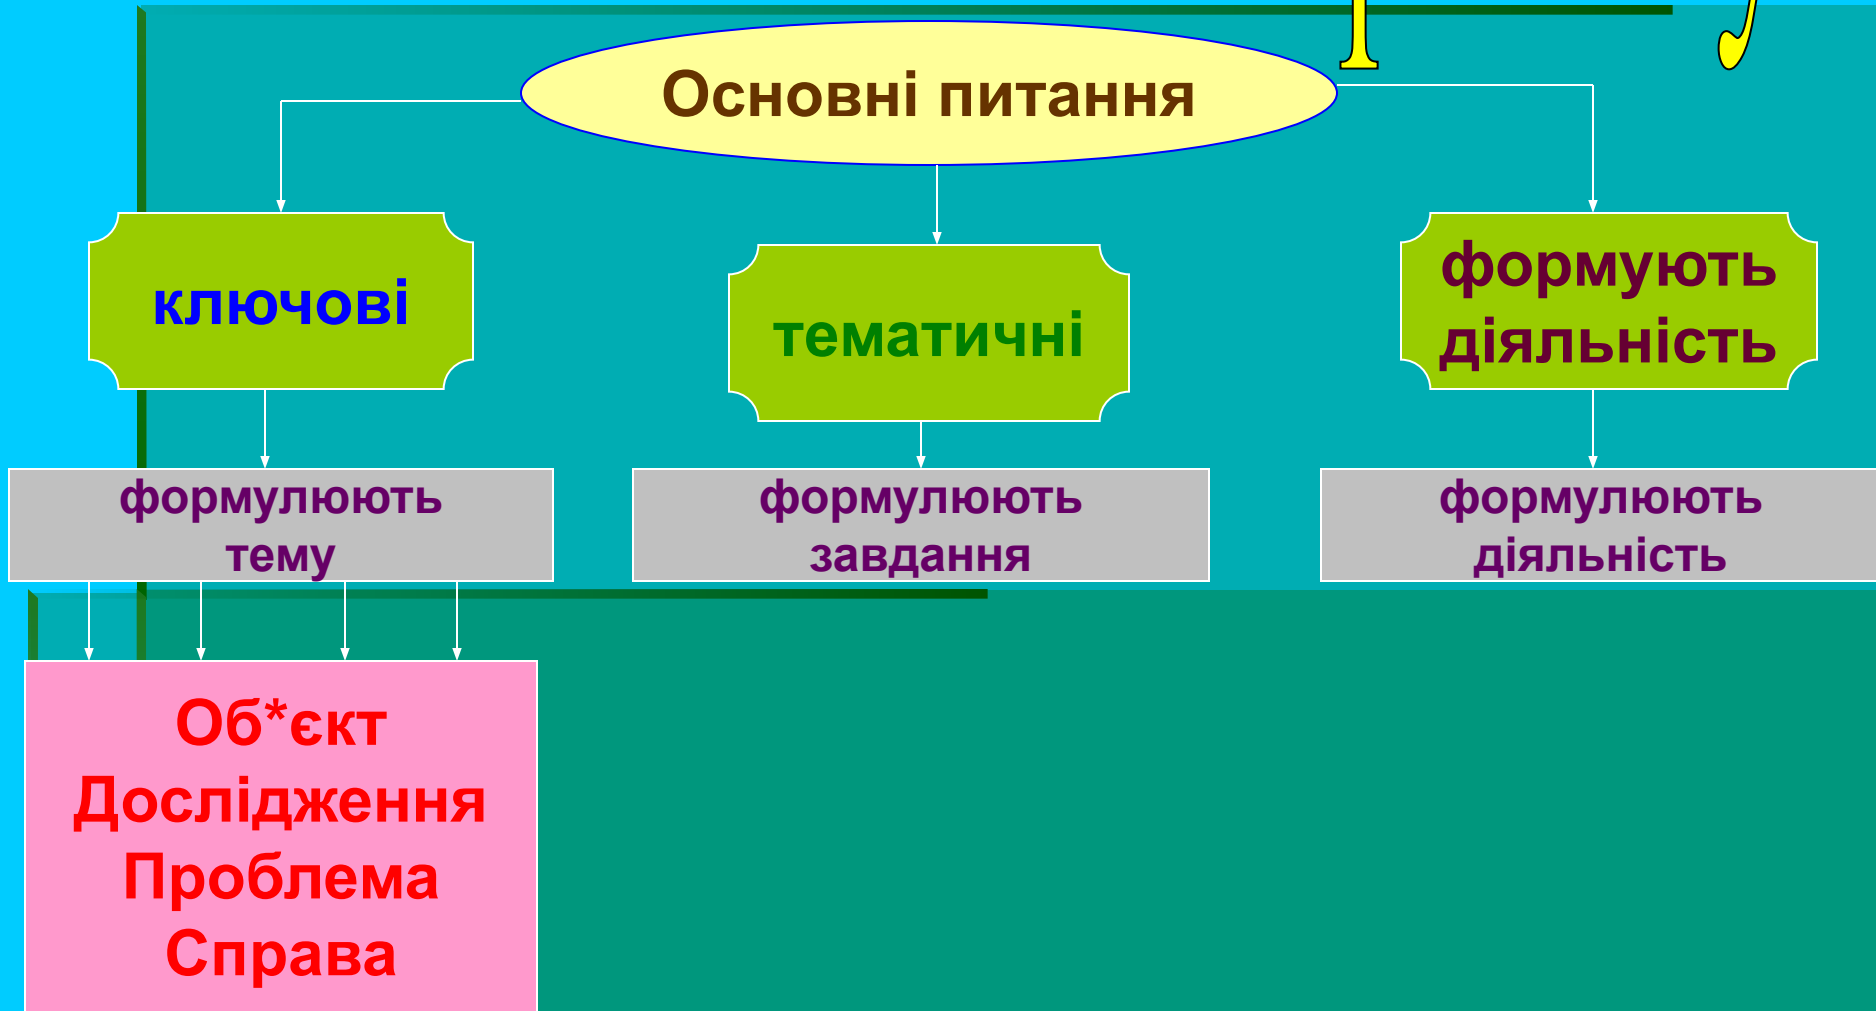 Основні питання
ключові
тематичні
формують
діяльність
формулюють
тему
формулюють
завдання
формулюють
діяльність
Об*єкт
Дослідження
Проблема
Справа